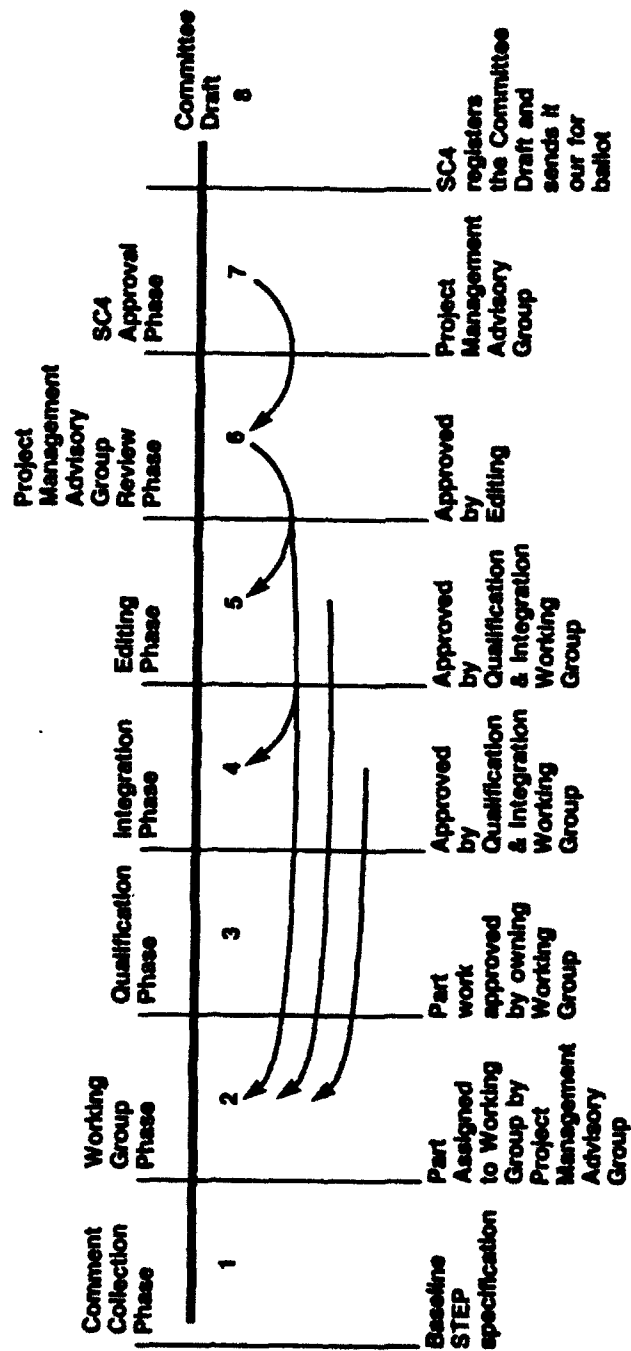 Comment
Collection
Phase
Working
Group
Phase
Qualification
Phase
Integration
Phase
Editing
Phase
Project
Management
Advisory
Group
Review
Phase
SC4
Approval
Phase
Committee
Draft
8
1
2
3
4
5
6
7
Baseline
STEP
specification
Part
Assigned
to Working
Group by
Project
Management
Advisory
Group
Part
work
approved
by owning
Working
Group
Approved
by
Qualification
& Integration
Working
Group
Approved
by
Qualification
& Integration
Working
Group
Approved
by
Editing
Project
Management
Advisory
Group
SC4
registers
the Committee
Draft and
sends it
our for
ballot